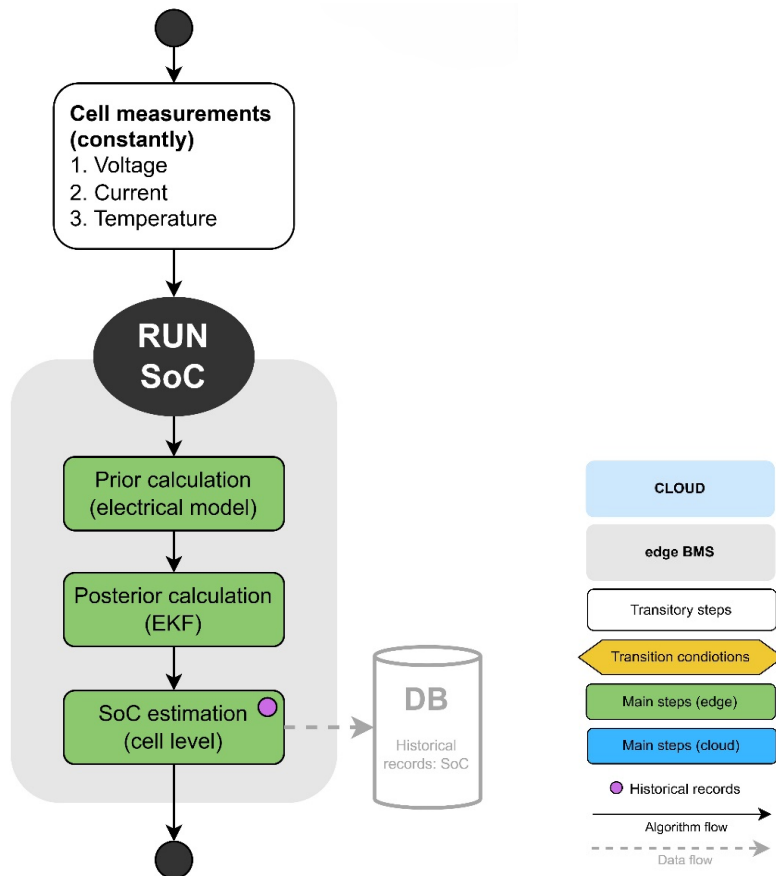 Cell measurements
(constantly)
1. Voltage
2. Current
3. Temperature
RUN
SoC
Prior calculation
(electrical model)
Posterior calculation
(EKF)
SoC estimation
(cell level)
DB
Historical
records: SoC
CLOUD
edge BMS
Transitory steps
Transition condiotions
Main steps (edge)
Main steps (cloud)
Historical records
Algorithm flow
Data flow